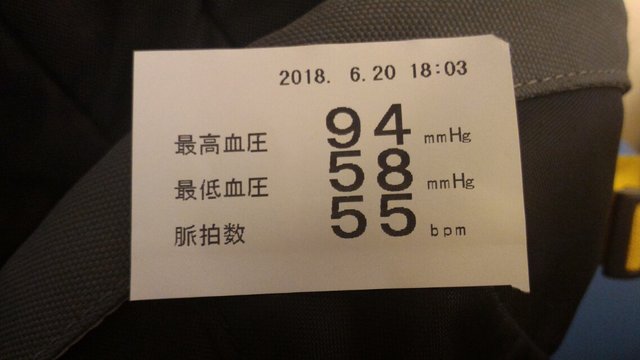 2018. 6.20 18:03
最高血圧 94 mmHg
最低血圧 58 mmHg
脈拍数 55 bpm